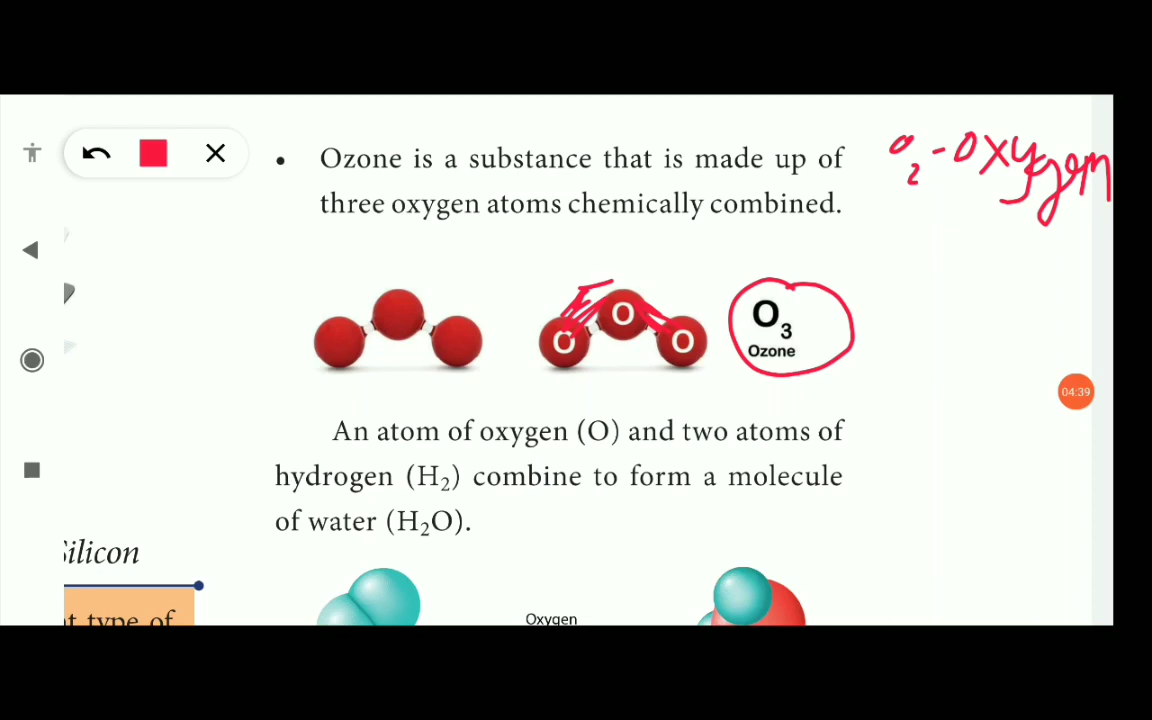 • Ozone is a substance that is made up of
three oxygen atoms chemically combined.
O2 - Oxygen
O O O
O3
Ozone
04:39
An atom of oxygen (O) and two atoms of
hydrogen (H2) combine to form a molecule
of water (H2O).
Silicon
t type of
Oxygen